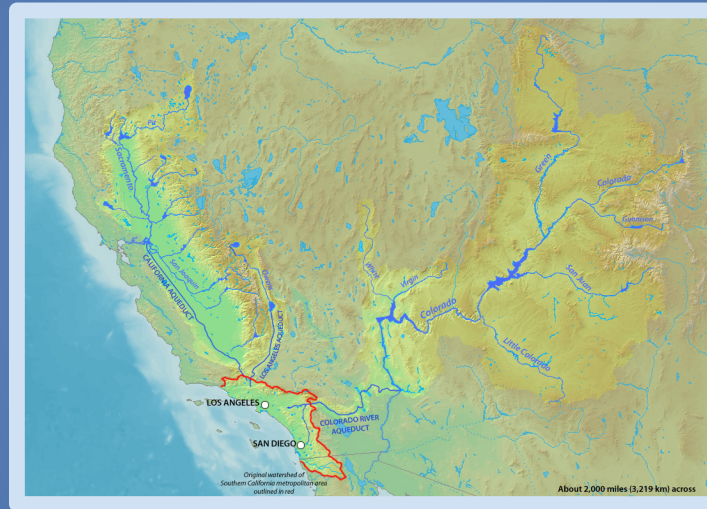 Pit
Sacramento
Green
Colorado
Gunnison
San Joaquin
CALIFORNIA AQUEDUCT
Owens
LOS ANGELES AQUEDUCT
White
Virgin
Colorado
San Juan
Little Colorado
LOS ANGELES
COLORADO RIVER
AQUEDUCT
SAN DIEGO
Original watershed of
Southern California metropolitan area
outlined in red
About 2,000 miles (3,219 km) across